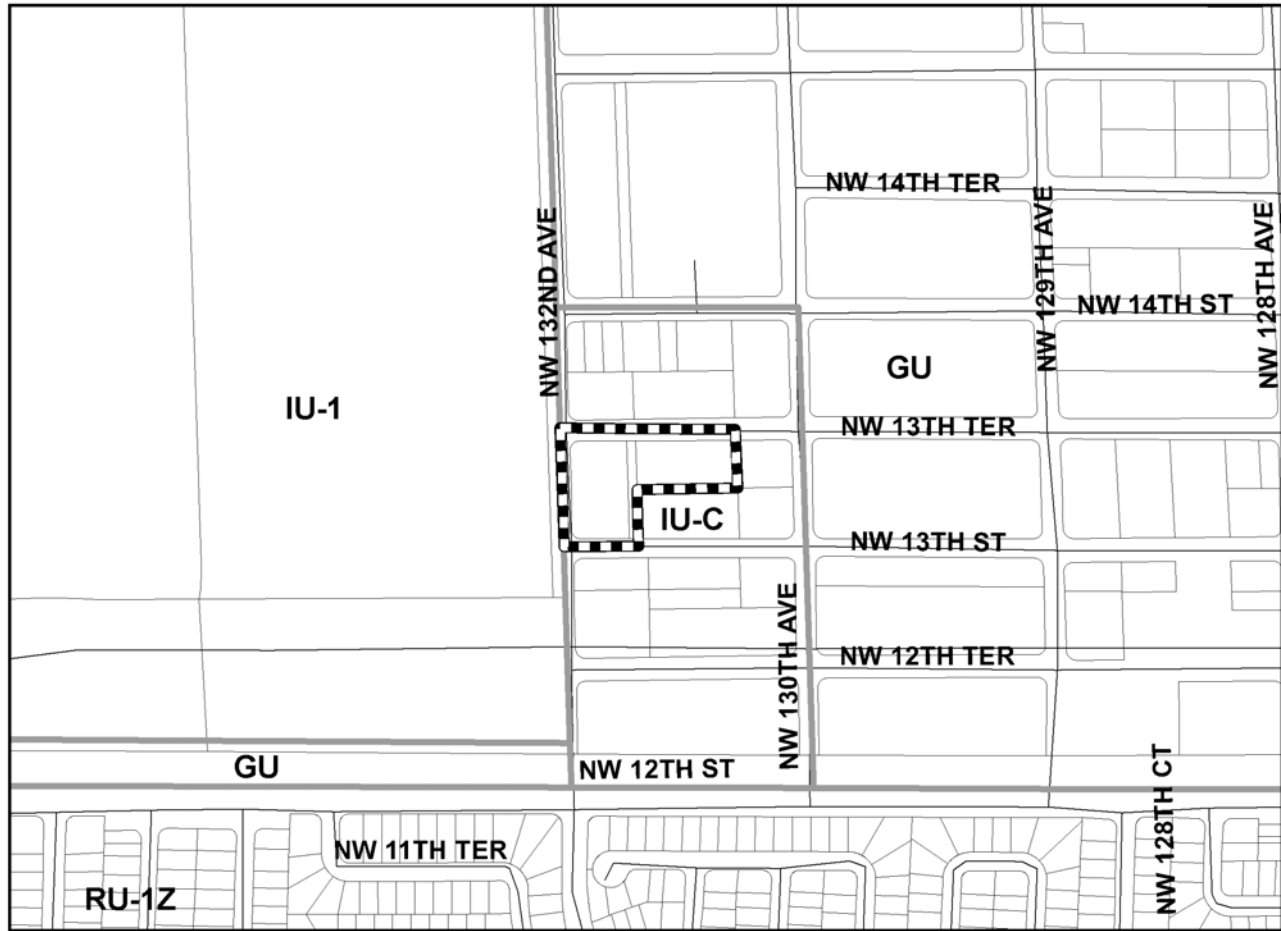 NW 14TH TER
NW 132ND AVE
NW 129TH AVE
NW 128TH AVE
NW 14TH ST
GU
IU-1
NW 13TH TER
IU-C
NW 13TH ST
NW 130TH AVE
NW 12TH TER
GU
NW 12TH ST
NW 128TH CT
NW 11TH TER
RU-1Z